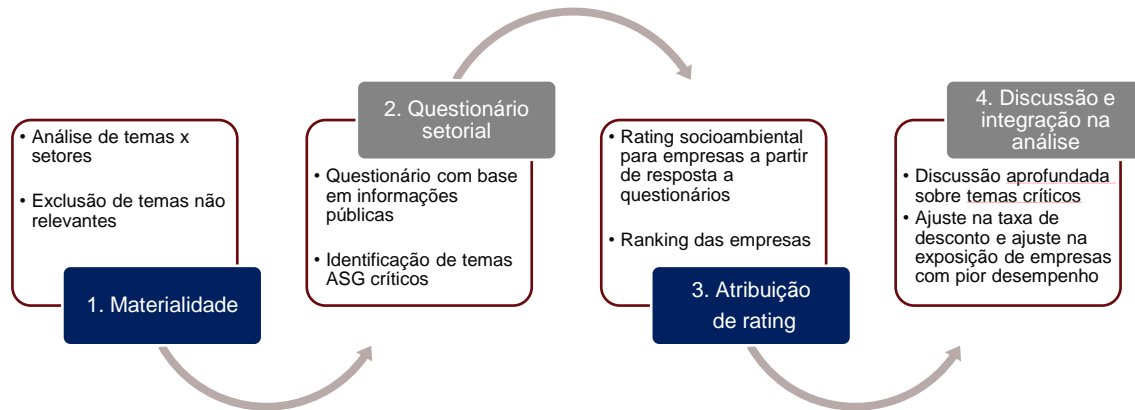 • Análise de temas x
setores
• Exclusão de temas não
relevantes
1. Materialidade
2. Questionário
setorial
• Questionário com base
em informações
públicas
• Identificação de temas
ASG críticos
• Rating socioambiental
para empresas a partir
de resposta a
questionários
• Ranking das empresas
3. Atribuição
de rating
4. Discussão e
integração na
análise
• Discussão aprofundada
sobre temas críticos
• Ajuste na taxa de
desconto e ajuste na
exposição de empresas
com pior desempenho